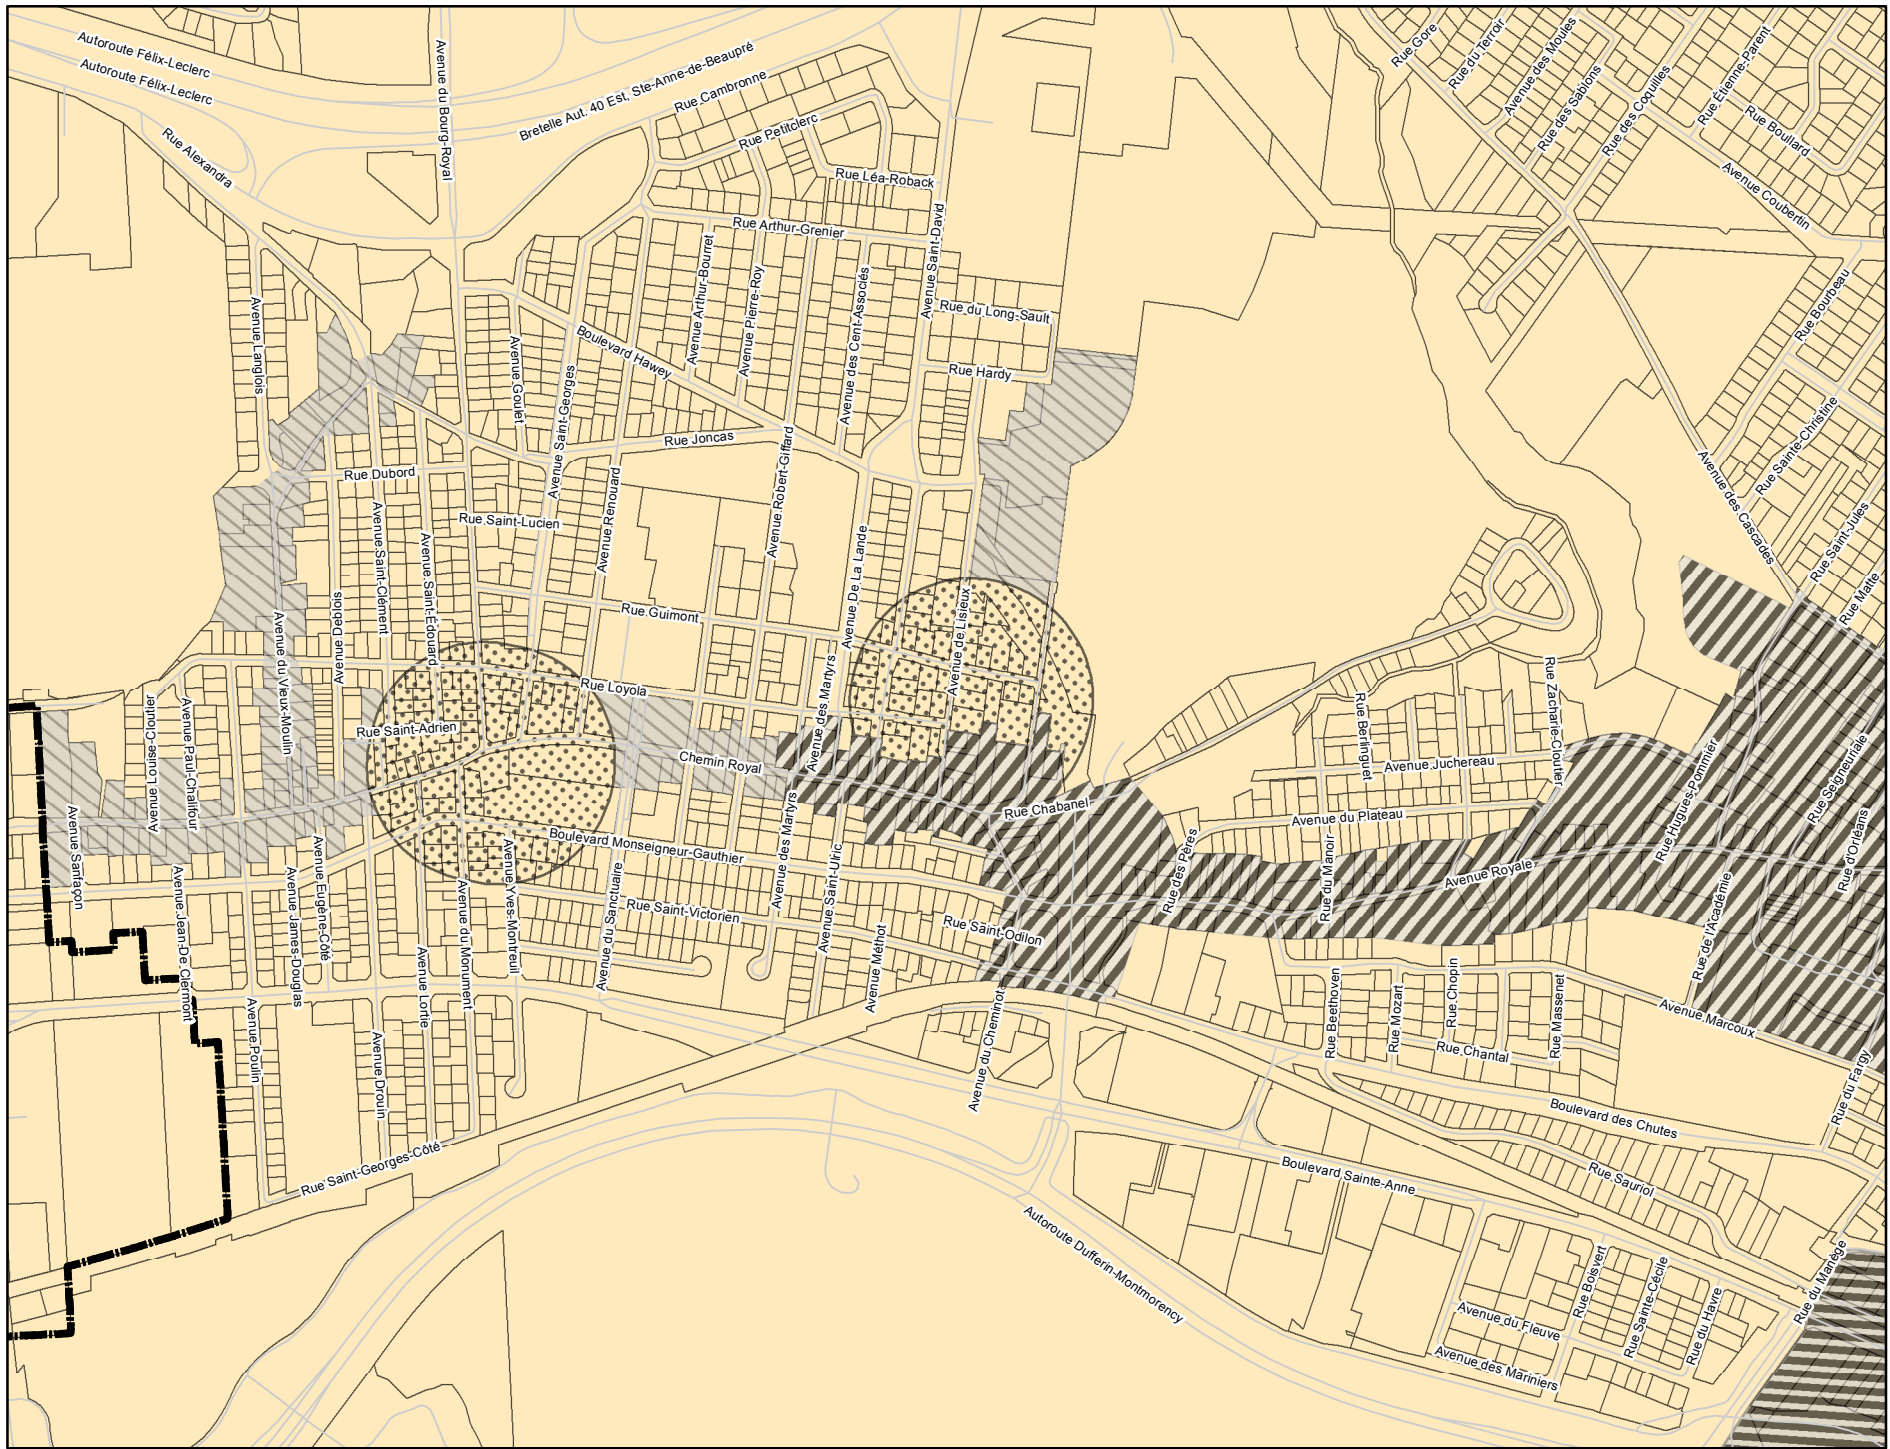 Autoroute Félix-Leclerc
Autoroute Félix-Leclerc
Avenue du Bourg-Royal
Bretelle Aut. 40 Est, Ste-Anne-de-Beaupré
Rue Cambronne
Rue Petitclerc
Rue Léa-Roback
Rue Gore
Rue du Terroir
Avenue des Moules
Rue des Sablons
Rue des Coquilles
Rue Étienne-Parent
Rue Boullard
Avenue Coubertin
Rue Alexandra
Rue Arthur-Grenier
Avenue Saint-David
Avenue Arthur-Bourret
Avenue Pierre-Roy
Avenue des Cent-Associés
Rue du Long-Sault
Rue Bourbeau
Avenue Langlois
Boulevard Hawey
Avenue Goulet
Avenue Saint-Georges
Rue Hardy
Rue Joncas
Rue Sainte-Christine
Avenue des Cascades
Rue Dubord
Avenue Renouard
Avenue Robert-Giffard
Rue Saint-Lucien
Avenue Saint-Clément
Avenue Saint-Édouard
Avenue De La Lande
Rue Saint-Jules
Rue Matte
Avenue du Vieux-Moulin
Avenue Deblois
Rue Guimont
Avenue de Lisieux
Avenue des Martyrs
Rue Loyola
Rue Zacharie-Cloutier
Rue Berlinguet
Avenue Louise-Cloutier
Avenue Paul-Chalifour
Rue Saint-Adrien
Chemin Royal
Avenue Juchereau
Rue Hugues-Pommier
Rue Seigneuriale
Avenue Sanfaçon
Rue Chabanel
Avenue du Plateau
Avenue des Martyrs
Boulevard Monseigneur-Gauthier
Rue des Pères
Rue du Manoir
Avenue Royale
Rue d'Orléans
Avenue Jean-De Clermont
Avenue James-Douglas
Avenue Eugène-Côté
Avenue du Monument
Avenue Yves-Montreuil
Avenue du Sanctuaire
Rue Saint-Victorien
Avenue Saint-Ulric
Avenue Méthot
Rue Saint-Odilon
Rue de l'Académie
Avenue Poulin
Avenue Lortie
Avenue Drouin
Avenue du Cheminot
Rue Beethoven
Rue Mozart
Rue Chopin
Rue Massenet
Avenue Marcoux
Rue Chantal
Rue du Fargy
Boulevard des Chutes
Rue Saint-Georges-Côté
Boulevard Sainte-Anne
Rue Sauriol
Autoroute Dufferin-Montmorency
Rue du Manège
Rue Boisvert
Rue Sainte-Cécile
Rue du Havre
Avenue du Fleuve
Avenue des Mariniers